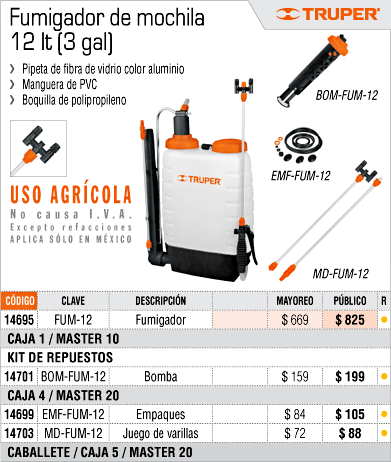 Fumigador de mochila
12 lt (3 gal)
TRUPER®
› Pipeta de fibra de vidrio color aluminio
› Manguera de PVC
› Boquilla de polipropileno
BOM-FUM-12
EMF-FUM-12
MD-FUM-12
TRUPER
USO AGRÍCOLA
No causa I.V.A.
Excepto refacciones
APLICA SÓLO EN MÉXICO
CÓDIGO CLAVE DESCRIPCIÓN MAYOREO PÚBLICO R
14695 FUM-12 Fumigador $ 669 $ 825 •
CAJA 1 / MASTER 10
KIT DE REPUESTOS
14701 BOM-FUM-12 Bomba $ 159 $ 199 •
CAJA 4 / MASTER 20
14699 EMF-FUM-12 Empaques $ 84 $ 105 •
14703 MD-FUM-12 Juego de varillas $ 72 $ 88 •
CABALLETE / CAJA 5 / MASTER 20